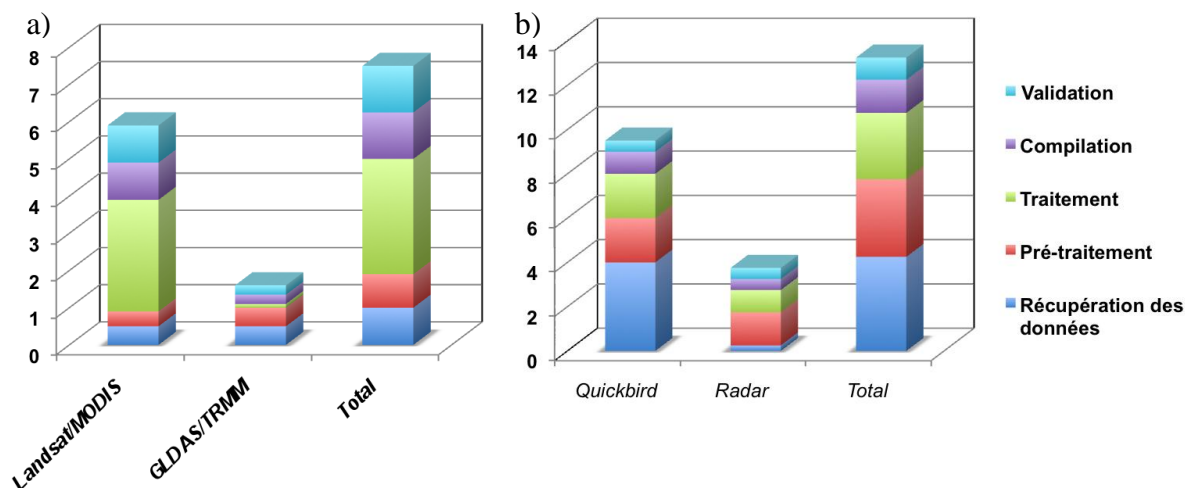 a)
8
7
6
5
4
3
2
1
0
Landsat/MODIS
GLDAS/TRMM
Total
b)
14
12
10
8
6
4
2
0
Quickbird
Radar
Total
Validation
Compilation
Traitement
Pré-traitement
Récupération des
données